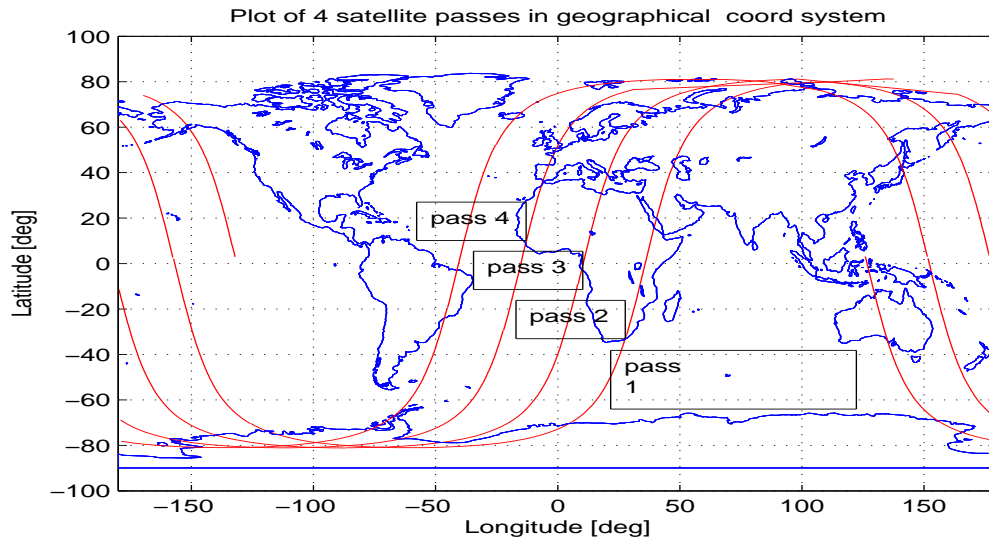 Plot of 4 satellite passes in geographical coord system
100
80
60
40
20
0
−20
−40
−60
−80
−100
Latitude [deg]
pass 4
pass 3
pass 2
pass
1
−150
−100
−50
0
50
100
150
Longitude [deg]